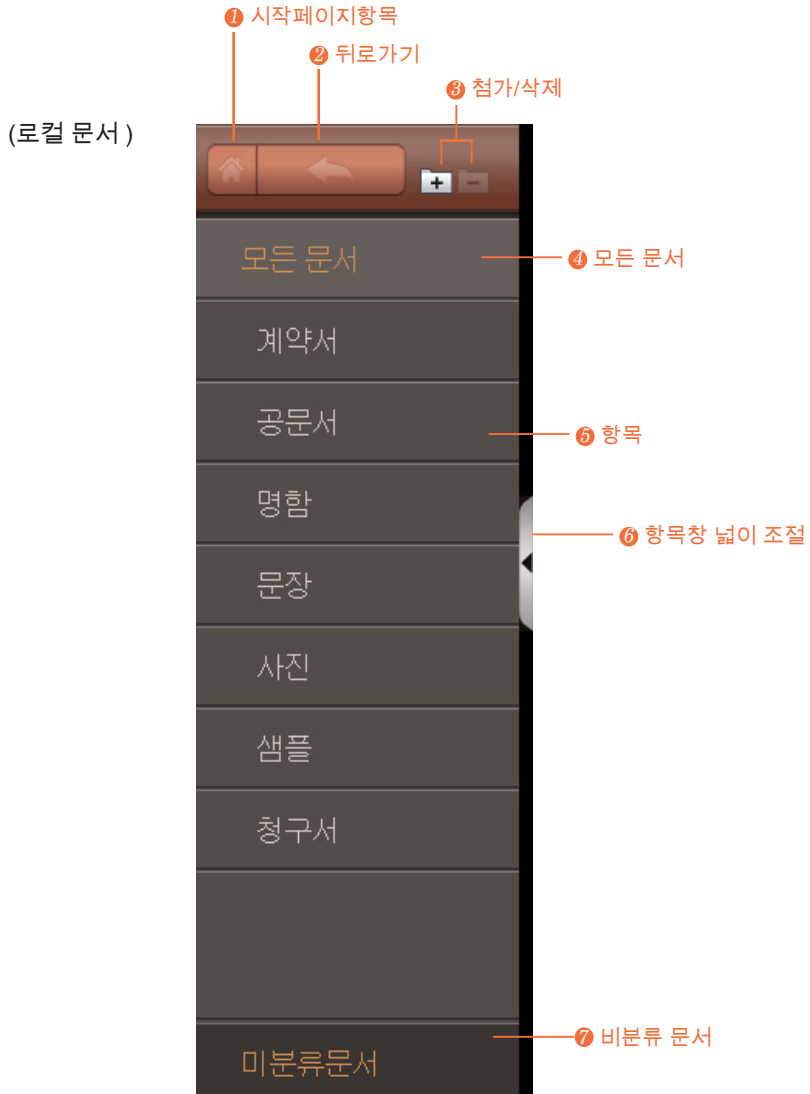 ❶ 시작페이지항목
❷ 뒤로가기
❸ 첨가/삭제
(로컬 문서 )
모든 문서
❹ 모든 문서
계약서
공문서
❺ 항목
명함
❻ 항목창 넓이 조절
문장
사진
샘플
청구서
❼ 비분류 문서
미분류문서